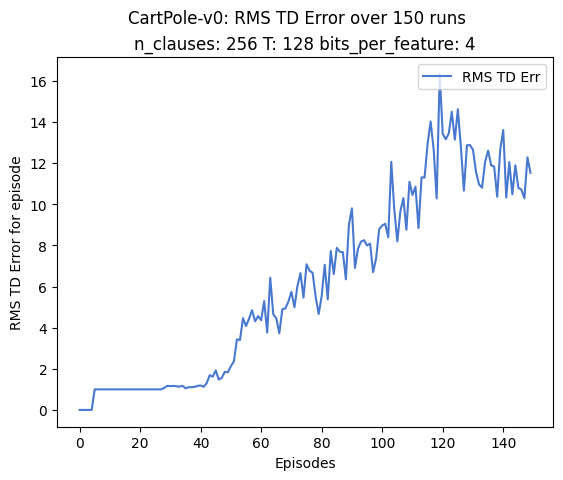 CartPole-v0: RMS TD Error over 150 runs
n_clauses: 256 T: 128 bits_per_feature: 4
RMS TD Err
RMS TD Error for episode
16
14
12
10
8
6
4
2
0
0 20 40 60 80 100 120 140
Episodes